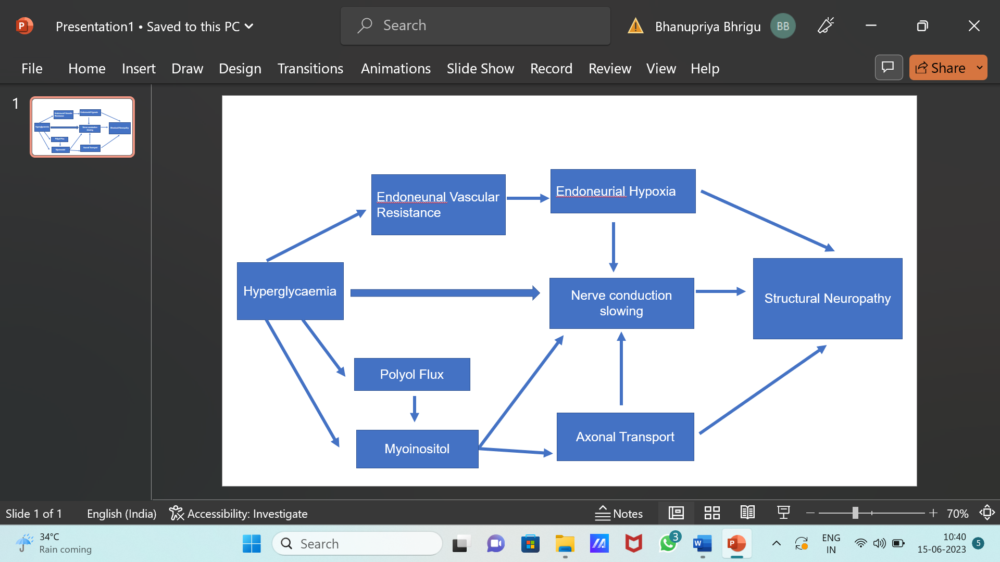 Presentation1 • Saved to this PC
Search
Bhanupriya Bhrigu
BB
File
Home
Insert
Draw
Design
Transitions
Animations
Slide Show
Record
Review
View
Help
Share
1
Endoneunal Vascular
Resistance
Endoneurial Hypoxia
Hyperglycaemia
Nerve conduction
slowing
Structural Neuropathy
Polyol Flux
Myoinositol
Axonal Transport
Slide 1 of 1
English (India)
Accessibility: Investigate
Notes
70%
34°C
Rain coming
Search
3
ENG
IN
10:40
15-06-2023
5